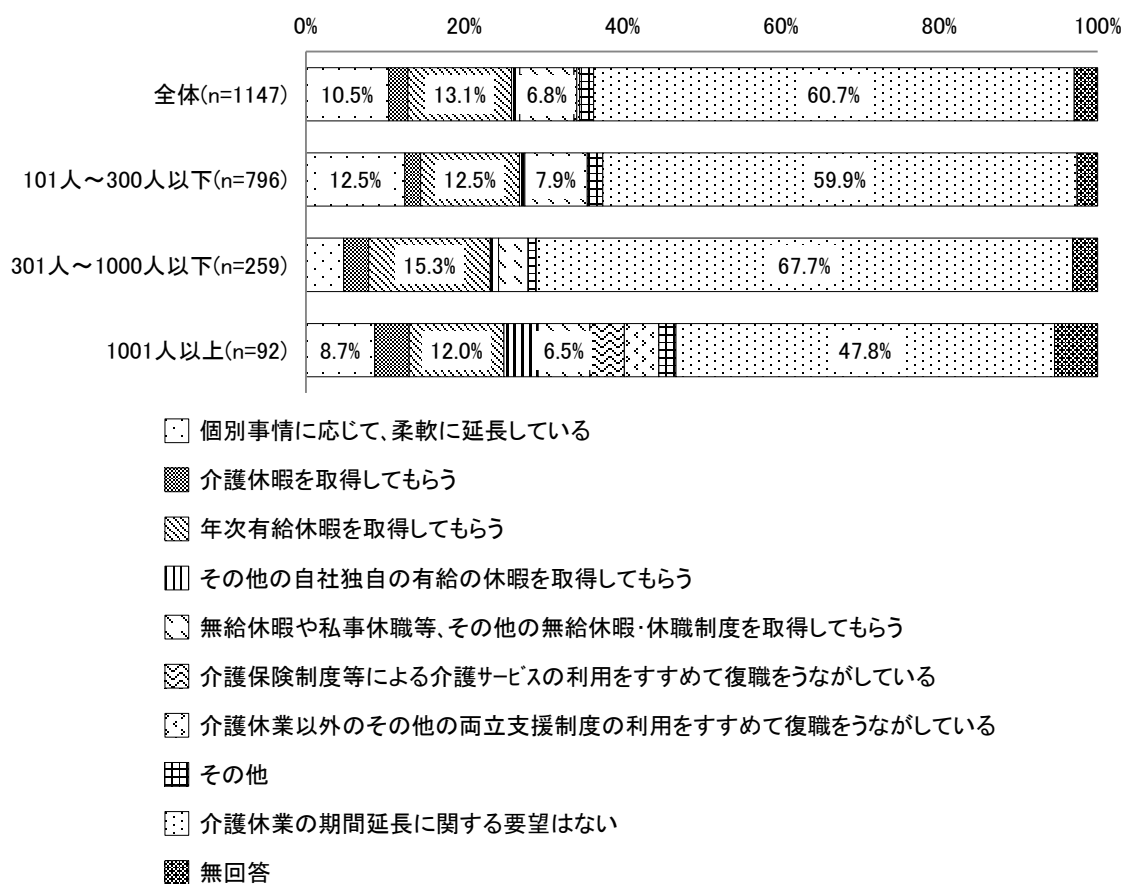 0% 20% 40% 60% 80% 100%
全体(n=1147) 10.5% 13.1% 6.8% 60.7%
101人～300人以下(n=796) 12.5% 12.5% 7.9% 59.9%
301人～1000人以下(n=259) 15.3% 67.7%
1001人以上(n=92) 8.7% 12.0% 6.5% 47.8%
個別事情に応じて、柔軟に延長している
介護休暇を取得してもらう
年次有給休暇を取得してもらう
その他の自社独自の有給の休暇を取得してもらう
無給休暇や私事休職等、その他の無給休暇・休職制度を取得してもらう
介護保険制度等による介護サービスの利用をすすめて復職をうながしている
介護休業以外のその他の両立支援制度の利用をすすめて復職をうながしている
その他
介護休業の期間延長に関する要望はない
無回答